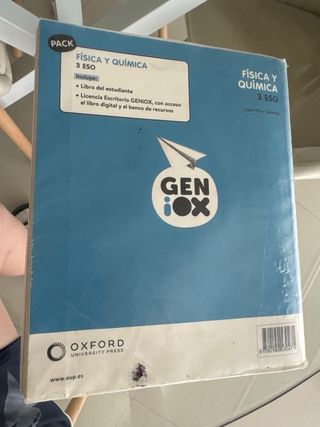 PACK
FÍSICA Y QUÍMICA
3 ESO
Incluye:
• Libro del estudiante
• Licencia Escritorio GENiOX, con acceso
al libro digital y al banco de recursos
FÍSICA Y
QUÍMICA
3 ESO
GEN
iOX
OXFORD
UNIVERSITY PRESS
www.oup.es